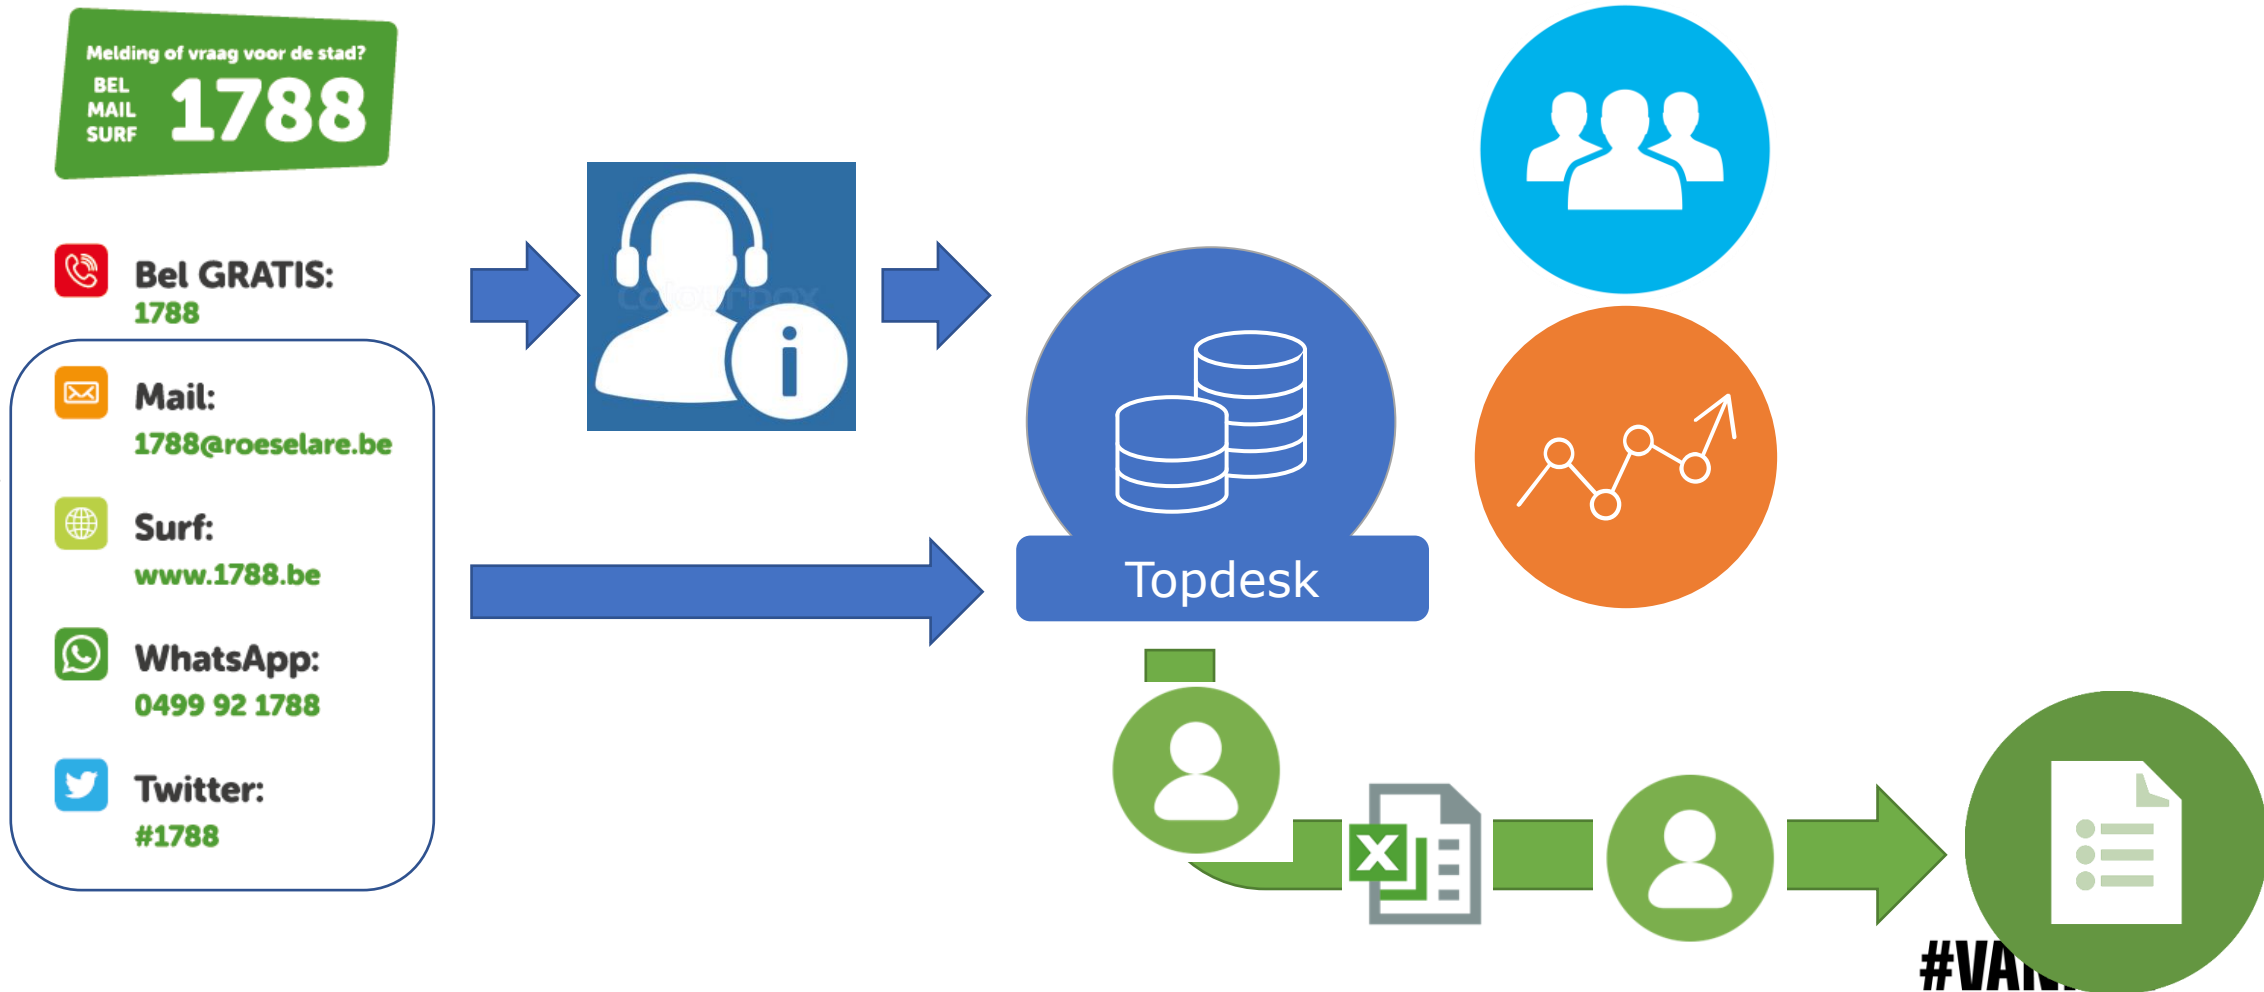 Melding of vraag voor de stad?
BEL
MAIL
SURF
1788
Bel GRATIS:
1788
Mail:
1788@roeselare.be
Surf:
www.1788.be
WhatsApp:
0499 92 1788
Twitter:
#1788
colourbox
i
Topdesk
X